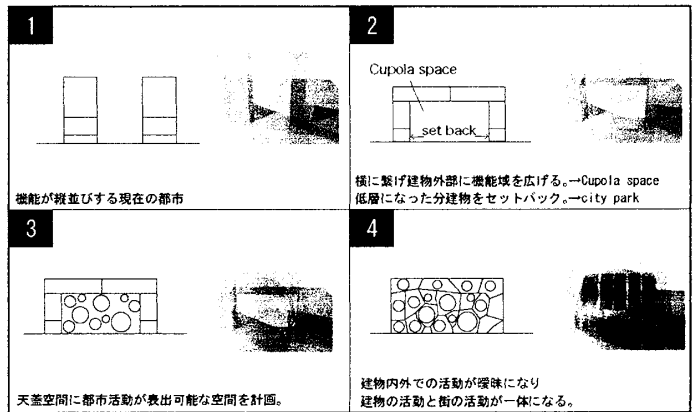 1
機能が縦並びする現在の都市
2
Cupola space
set back
横に繋げ建物外部に機能域を広げる。→Cupola space
低層になった分建物をセットバック。→city park
3
天蓋空間に都市活動が表出可能な空間を計画。
4
建物内外での活動が曖昧になり
建物の活動と街の活動が一体になる。